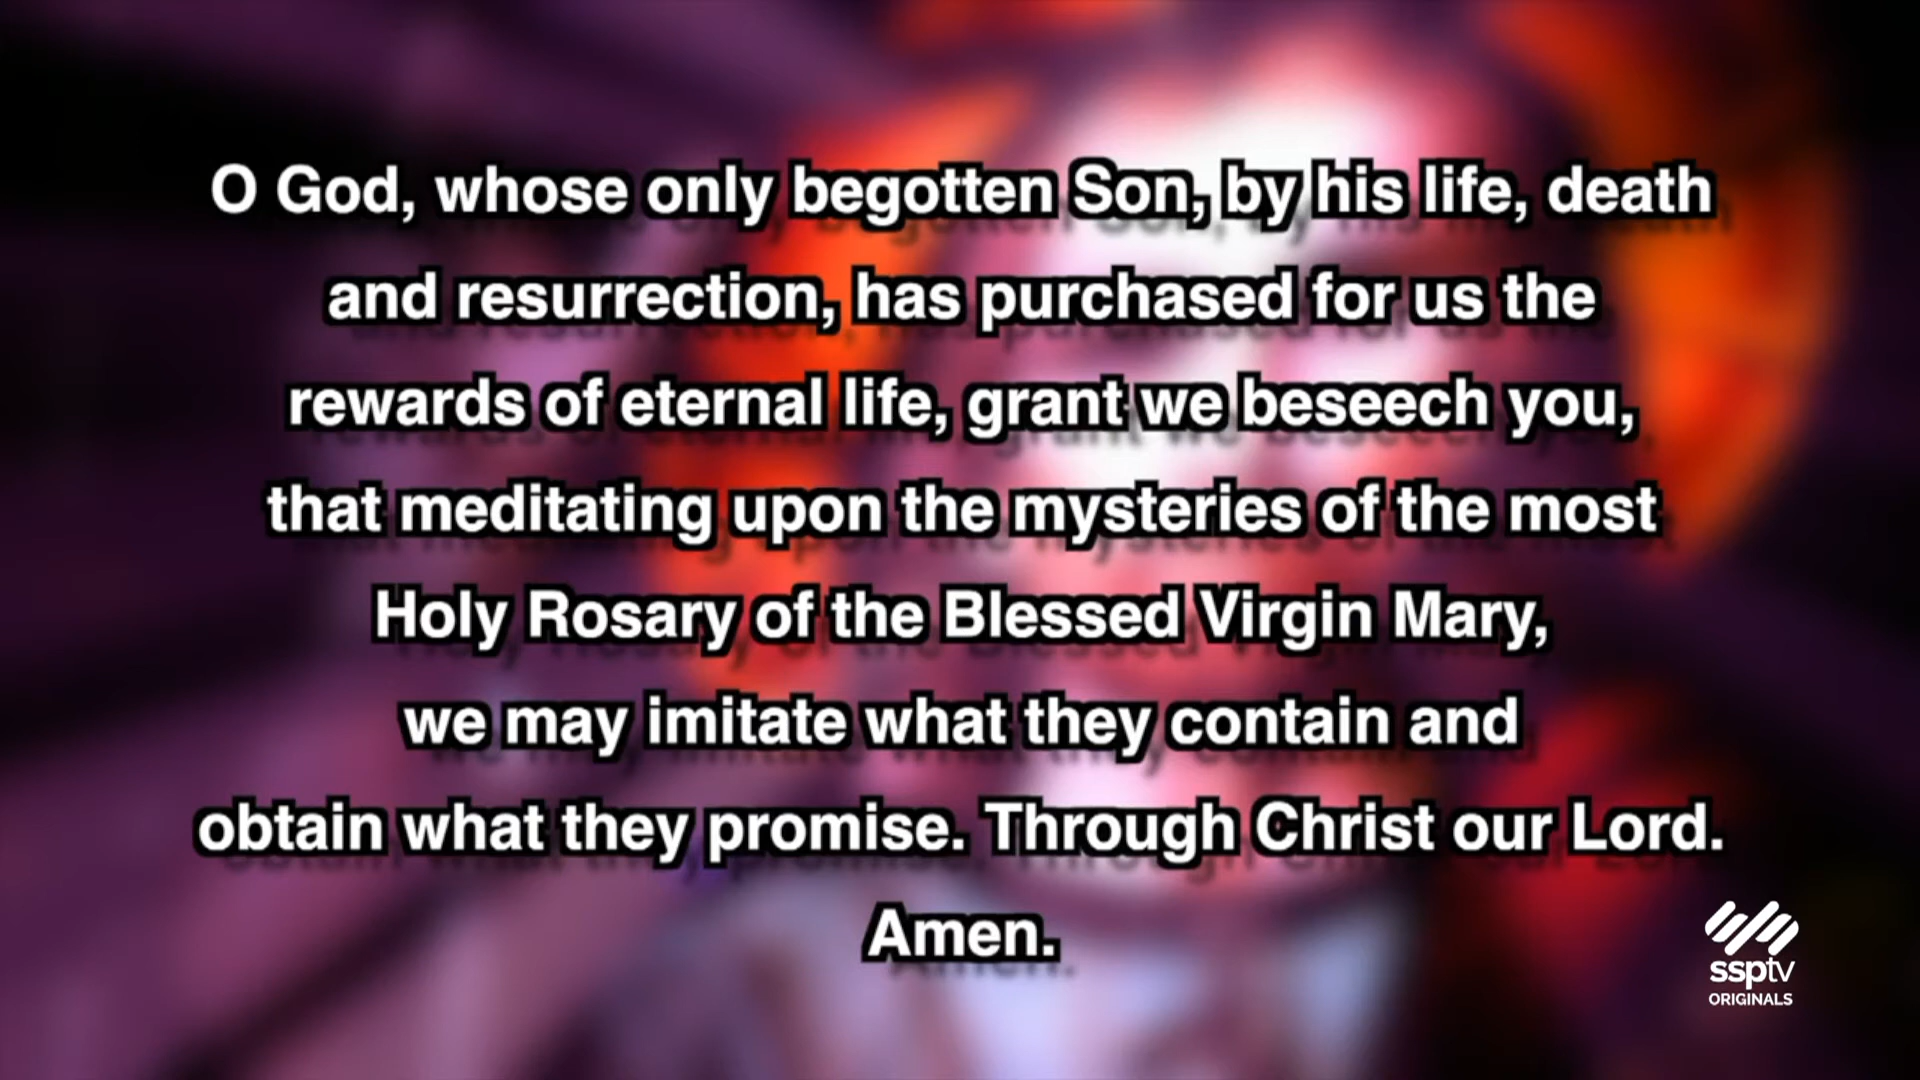 O God, whose only begotten Son, by his life, death
and resurrection, has purchased for us the
rewards of eternal life, grant we beseech you,
that meditating upon the mysteries of the most
Holy Rosary of the Blessed Virgin Mary,
we may imitate what they contain and
obtain what they promise. Through Christ our Lord.
Amen.
ssptv
ORIGINALS